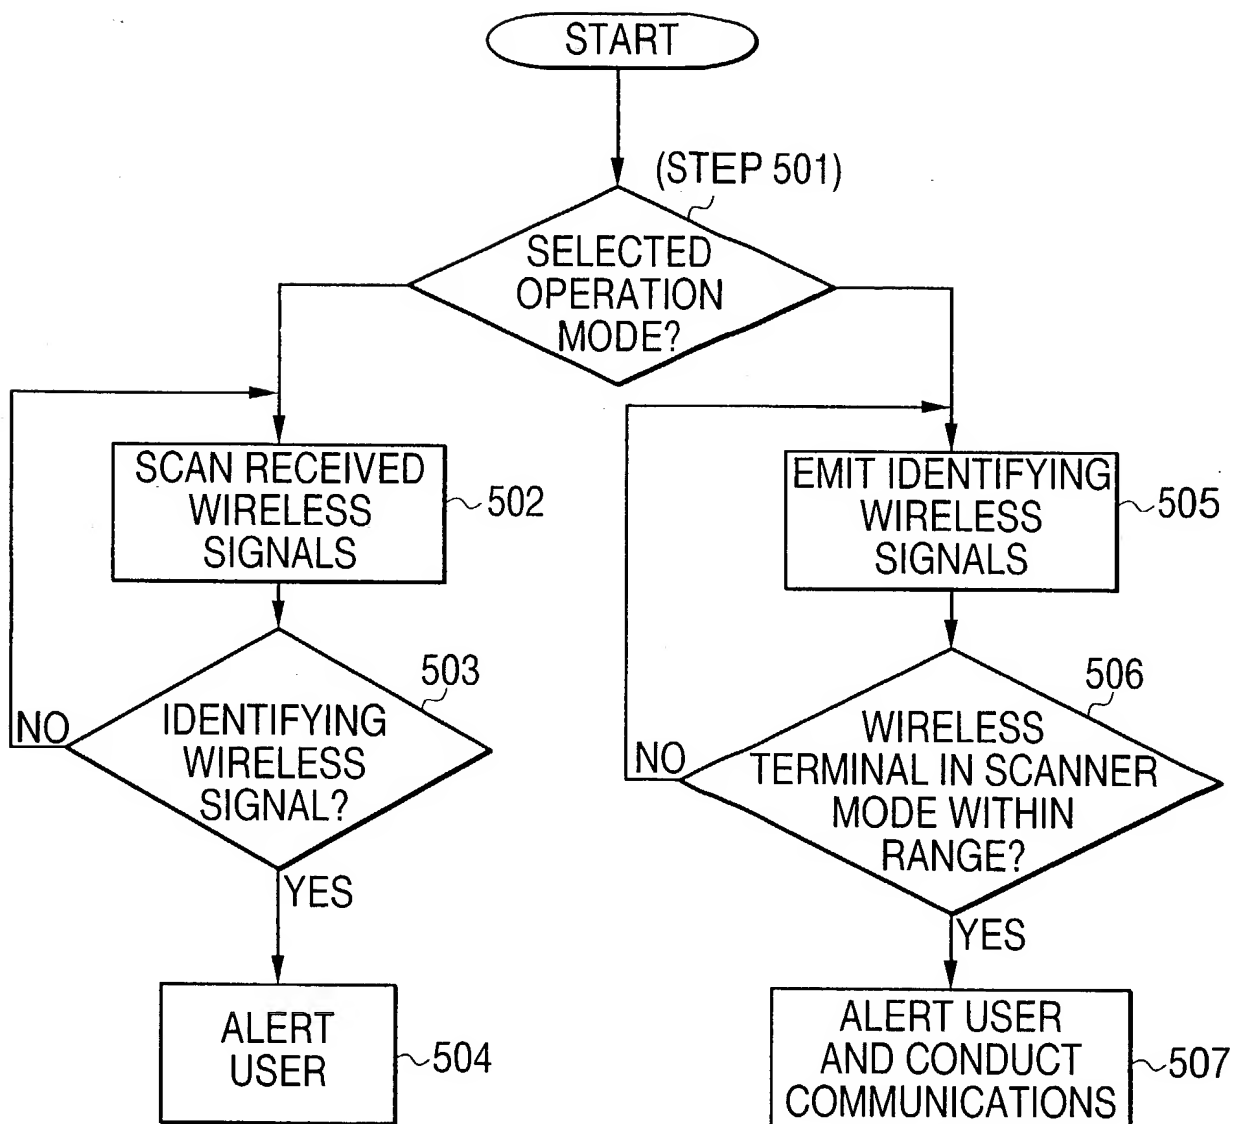 START
(STEP 501)
SELECTED
OPERATION
MODE?
SCAN RECEIVED
WIRELESS
SIGNALS
502
503
IDENTIFYING
WIRELESS
SIGNAL?
NO
YES
ALERT
USER
504
EMIT IDENTIFYING
WIRELESS
SIGNALS
505
506
WIRELESS
TERMINAL IN SCANNER
MODE WITHIN
RANGE?
NO
YES
ALERT USER
AND CONDUCT
COMMUNICATIONS
507